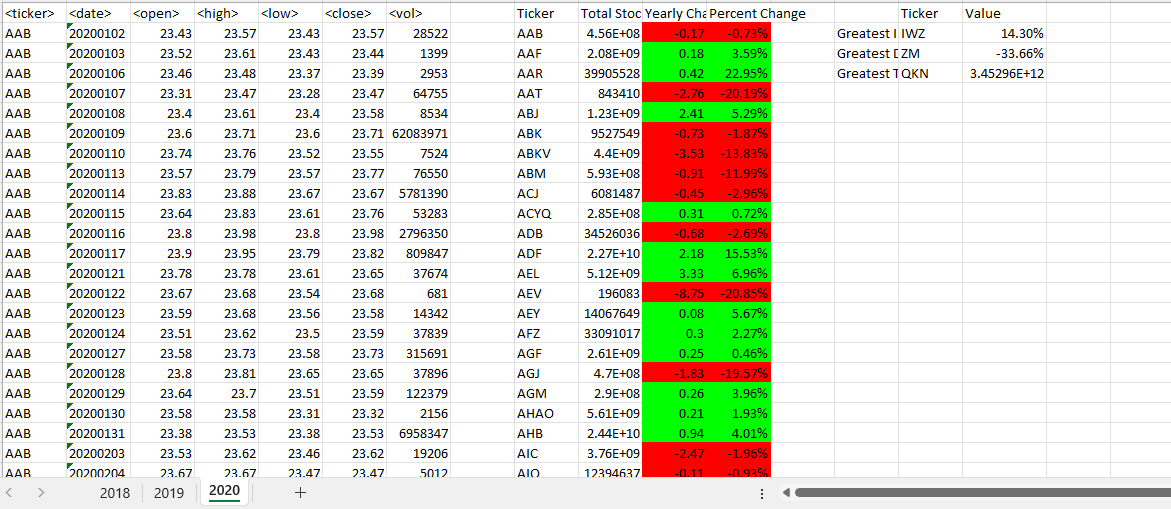 <ticker> <date> <open> <high> <low> <close> <vol> Ticker Total Stoc Yearly Cha Percent Change Ticker Value
AAB 20200102 23.43 23.57 23.43 23.57 28522 AAB 4.56E+08 -0.17 -0.73% Greatest I IWZ 14.30%
AAB 20200103 23.52 23.61 23.44 23.44 1399 AAF 2.08E+09 0.18 3.59% Greatest D ZM -33.66%
AAB 20200106 23.46 23.48 23.37 23.39 2953 AAR 39905528 0.42 22.95% Greatest T QKN 3.45296E+12
AAB 20200107 23.31 23.47 23.28 23.47 64755 AAT 843410 -2.76 -20.19%
AAB 20200108 23.4 23.61 23.4 23.58 8534 ABJ 1.23E+09 2.41 5.29%
AAB 20200109 23.6 23.71 23.6 23.71 62083971 ABK 9527549 -0.73 -1.87%
AAB 20200110 23.74 23.76 23.52 23.55 7524 ABKV 4.4E+09 -3.53 -13.83%
AAB 20200113 23.57 23.79 23.57 23.77 76550 ABM 5.93E+08 -0.91 -11.99%
AAB 20200114 23.83 23.88 23.67 23.67 5781390 ACJ 6081487 -0.45 -2.96%
AAB 20200115 23.64 23.83 23.61 23.76 53283 ACYQ 2.85E+08 0.31 0.72%
AAB 20200116 23.8 23.98 23.8 23.98 2796350 ADB 34526036 -0.68 -2.69%
AAB 20200117 23.9 23.95 23.79 23.82 809847 ADF 2.27E+10 2.18 15.53%
AAB 20200121 23.78 23.78 23.61 23.65 37674 AEL 5.12E+09 3.33 6.96%
AAB 20200122 23.67 23.68 23.54 23.68 681 AEV 196083 -8.75 -20.85%
AAB 20200123 23.59 23.68 23.56 23.58 14342 AEY 14067649 0.08 5.67%
AAB 20200124 23.51 23.62 23.5 23.59 37839 AFZ 33091017 0.3 2.27%
AAB 20200127 23.58 23.73 23.58 23.73 315691 AGF 2.61E+09 0.25 0.46%
AAB 20200128 23.8 23.81 23.65 23.65 37896 AGJ 4.7E+08 -1.83 -19.57%
AAB 20200129 23.64 23.7 23.51 23.59 122379 AGM 2.9E+08 0.26 3.96%
AAB 20200130 23.58 23.58 23.31 23.32 2156 AHAO 5.61E+09 0.21 1.93%
AAB 20200131 23.38 23.53 23.38 23.53 6958347 AHB 2.44E+10 0.94 4.01%
AAB 20200203 23.53 23.62 23.46 23.62 19206 AIC 3.76E+09 -2.47 -1.96%
AAB 20200204 23.67 23.67 23.47 23.47 5012 AIO 12394637 -0.11 -0.93%
2018 2019 2020